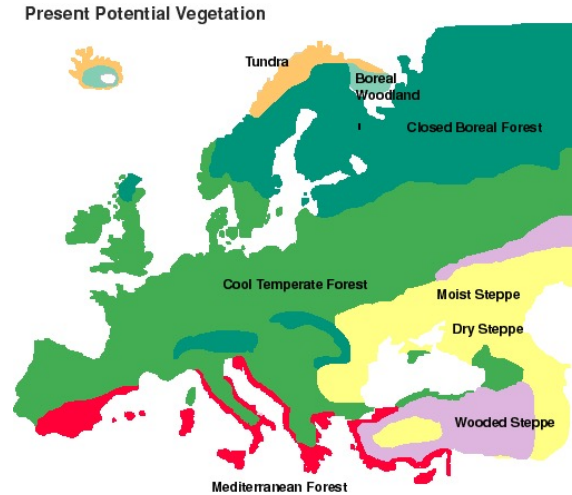 Present Potential Vegetation
Tundra
Boreal
Woodland
Closed Boreal Forest
Cool Temperate Forest
Moist Steppe
Dry Steppe
Wooded Steppe
Mediterranean Forest